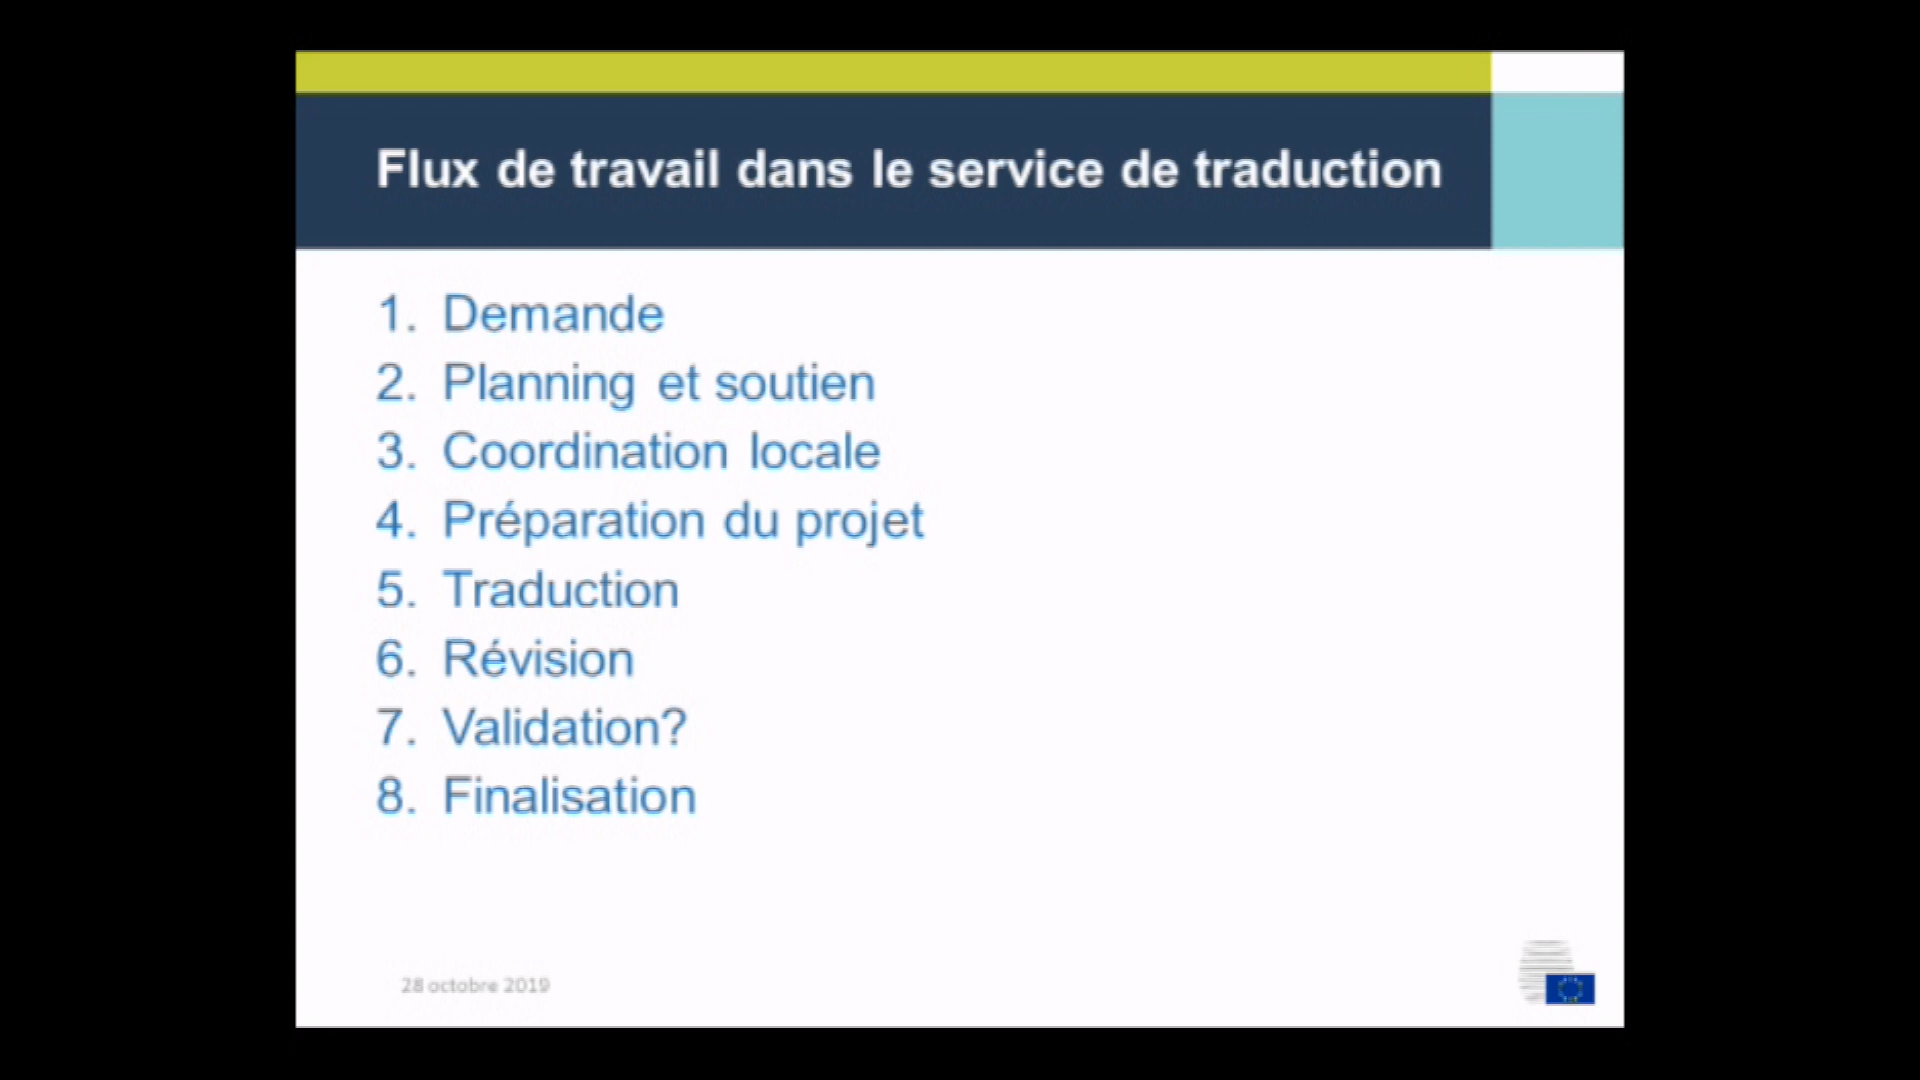 Flux de travail dans le service de traduction
1. Demande
2. Planning et soutien
3. Coordination locale
4. Préparation du projet
5. Traduction
6. Révision
7. Validation?
8. Finalisation
28 octobre 2019